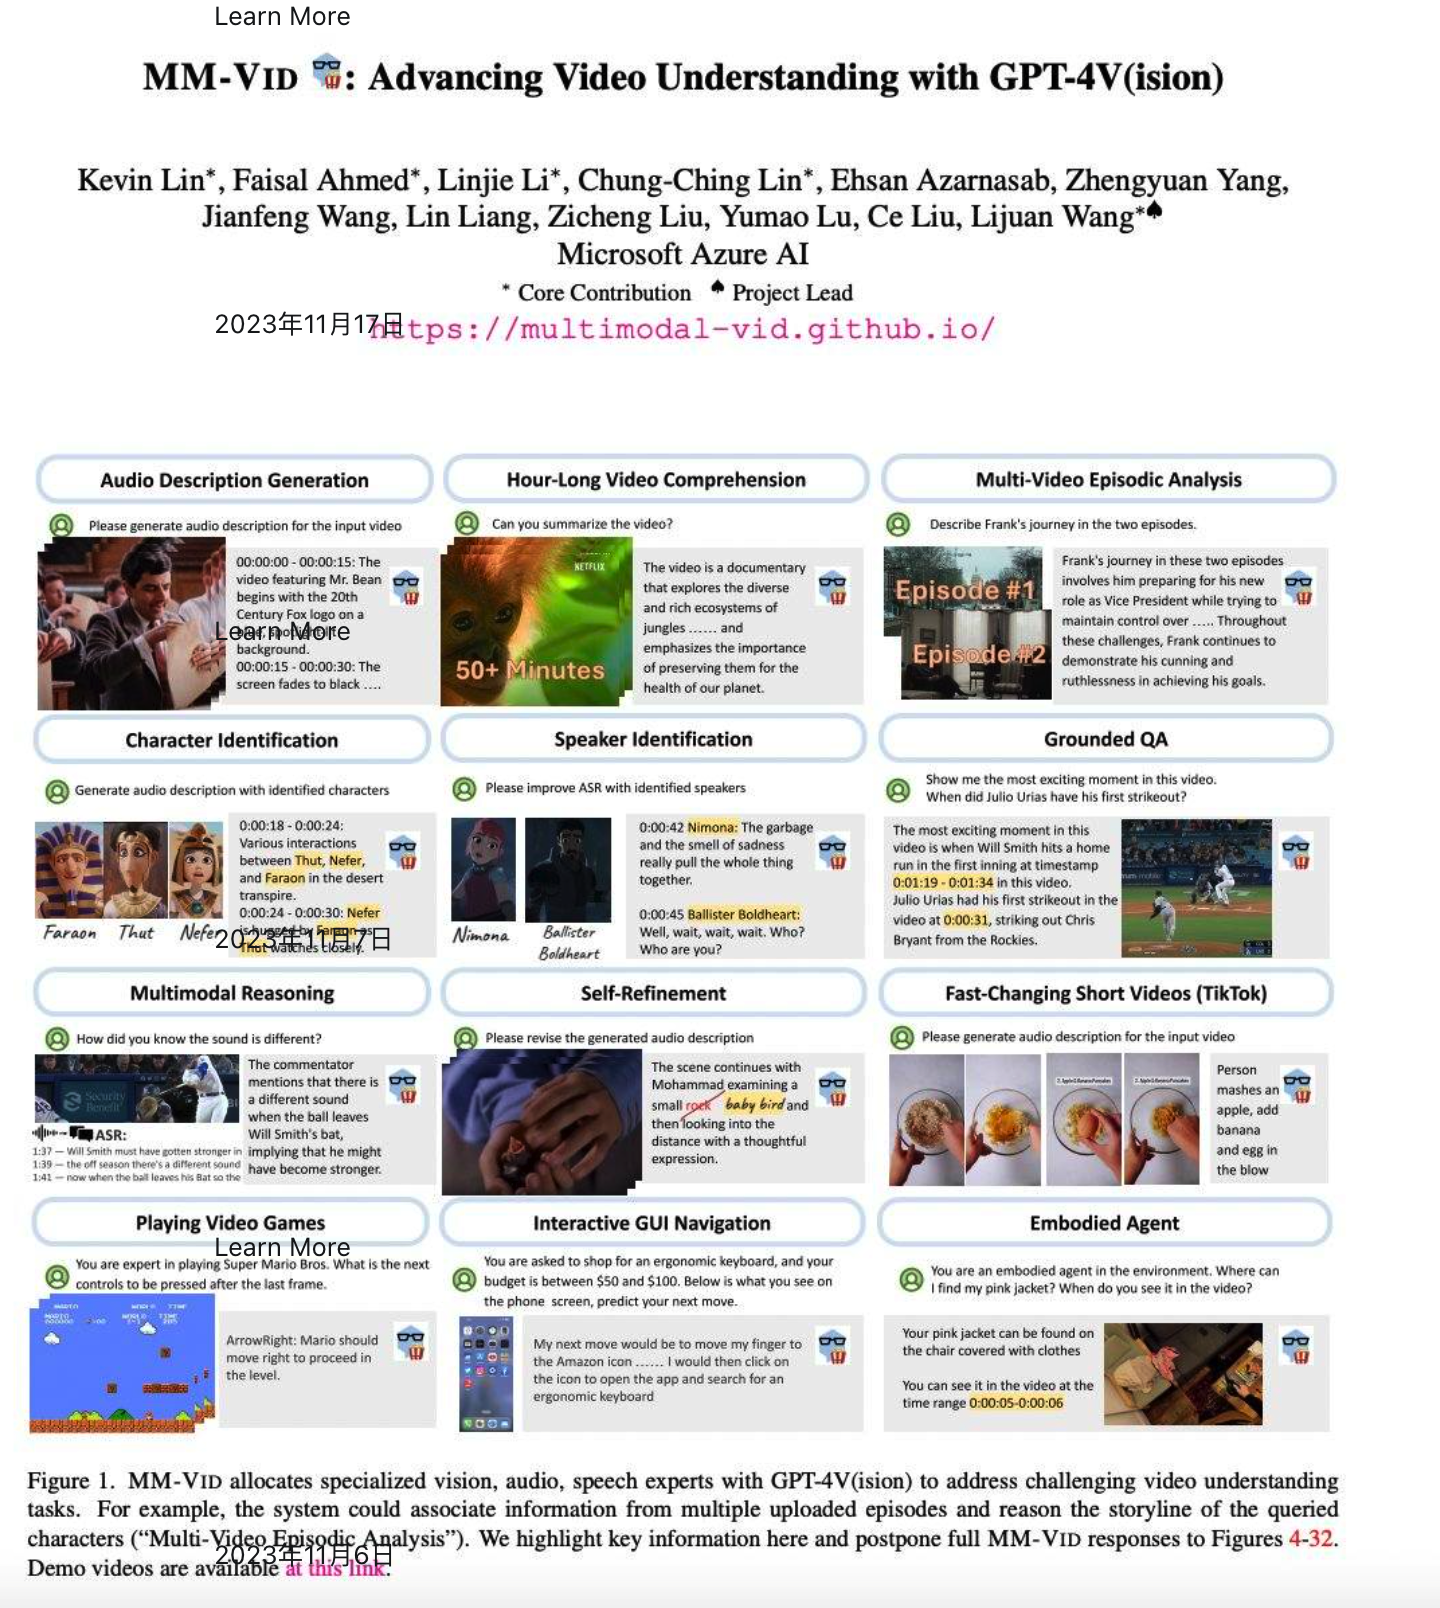 Learn More
MM-VID : Advancing Video Understanding with GPT-4V(ision)
Kevin Lin*, Faisal Ahmed*, Linjie Li*, Chung-Ching Lin*, Ehsan Azarnasab, Zhengyuan Yang,
Jianfeng Wang, Lin Liang, Zicheng Liu, Yumao Lu, Ce Liu, Lijuan Wang*♠
Microsoft Azure AI
* Core Contribution ♠ Project Lead
2023年11月17日
https://multimodal-vid.github.io/
Audio Description Generation
Please generate audio description for the input video
00:00:00 - 00:00:15: The
video featuring Mr. Bean
begins with the 20th
Century Fox logo on a
Learn More
background.
00:00:15 - 00:00:30: The
screen fades to black ....
Hour-Long Video Comprehension
Can you summarize the video?
NETFLIX
50+ Minutes
The video is a documentary
that explores the diverse
and rich ecosystems of
jungles ...... and
emphasizes the importance
of preserving them for the
health of our planet.
Multi-Video Episodic Analysis
Describe Frank's journey in the two episodes.
Episode #1
Episode #2
Frank's journey in these two episodes
involves him preparing for his new
role as Vice President while trying to
maintain control over ..... Throughout
these challenges, Frank continues to
demonstrate his cunning and
ruthlessness in achieving his goals.
Character Identification
Generate audio description with identified characters
Faraon Thut Nefer
0:00:18 - 0:00:24:
Various interactions
between Thut, Nefer,
and Faraon in the desert
transpire.
0:00:24 - 0:00:30: Nefer
is hugged by Faraon as
Thut watches closely.
2023年11月7日
Speaker Identification
Please improve ASR with identified speakers
Nimona
Ballister
Boldheart
0:00:42 Nimona: The garbage
and the smell of sadness
really pull the whole thing
together.
0:00:45 Ballister Boldheart:
Well, wait, wait, wait. Who?
Who are you?
Grounded QA
Show me the most exciting moment in this video.
When did Julio Urias have his first strikeout?
The most exciting moment in this
video is when Will Smith hits a home
run in the first inning at timestamp
0:01:19 - 0:01:34 in this video.
Julio Urias had his first strikeout in the
video at 0:00:31, striking out Chris
Bryant from the Rockies.
Multimodal Reasoning
How did you know the sound is different?
Security
Benefit
ASR:
1:37 — Will Smith must have gotten stronger in
1:39 — the off season there's a different sound
1:41 — now when the ball leaves his Bat so the
The commentator
mentions that there is
a different sound
when the ball leaves
Will Smith's bat,
implying that he might
have become stronger.
Self-Refinement
Please revise the generated audio description
The scene continues with
Mohammad examining a
small rock baby bird and
then looking into the
distance with a thoughtful
expression.
Fast-Changing Short Videos (TikTok)
Please generate audio description for the input video
Person
mashes an
apple, add
banana
and egg in
the blow
Playing Video Games
Learn More
You are expert in playing Super Mario Bros. What is the next
controls to be pressed after the last frame.
MARIO WORLD TIME
ArrowRight: Mario should
move right to proceed in
the level.
Interactive GUI Navigation
You are asked to shop for an ergonomic keyboard, and your
budget is between $50 and $100. Below is what you see on
the phone screen, predict your next move.
My next move would be to move my finger to
the Amazon icon ...... I would then click on
the icon to open the app and search for an
ergonomic keyboard
Embodied Agent
You are an embodied agent in the environment. Where can
I find my pink jacket? When do you see it in the video?
Your pink jacket can be found on
the chair covered with clothes
You can see it in the video at the
time range 0:00:05-0:00:06
Figure 1. MM-VID allocates specialized vision, audio, speech experts with GPT-4V(ision) to address challenging video understanding
tasks. For example, the system could associate information from multiple uploaded episodes and reason the storyline of the queried
characters (“Multi-Video Episodic Analysis”). We highlight key information here and postpone full MM-VID responses to Figures 4-32.
2023年11月6日
Demo videos are available at this link.